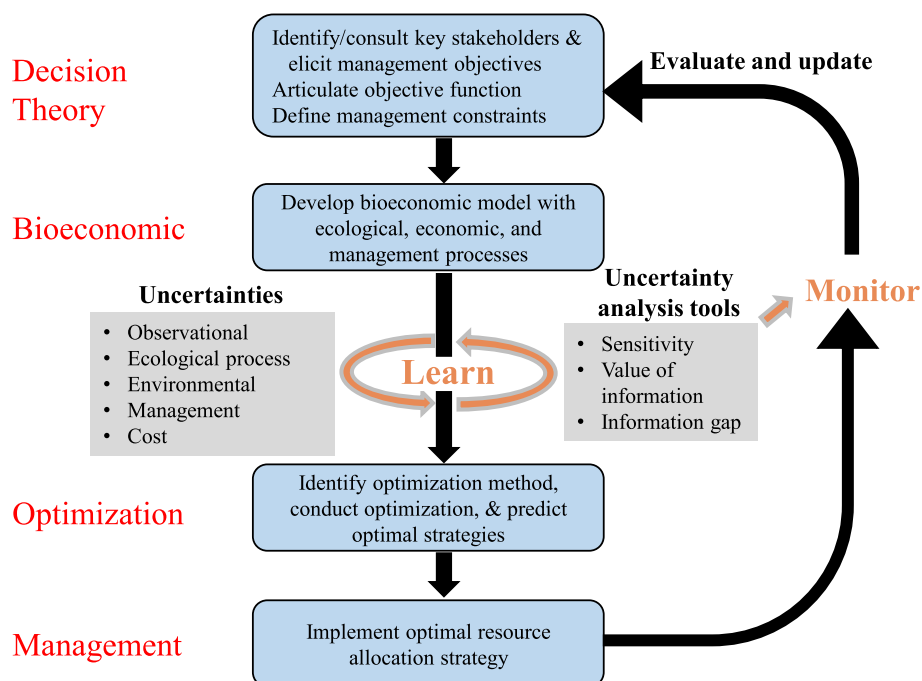 Decision
Theory
Identify/consult key stakeholders &
elicit management objectives
Articulate objective function
Define management constraints
Evaluate and update
Bioeconomic
Develop bioeconomic model with
ecological, economic, and
management processes
Uncertainties
• Observational
• Ecological process
• Environmental
• Management
• Cost
Learn
Uncertainty
analysis tools
• Sensitivity
• Value of
information
• Information gap
Monitor
Optimization
Identify optimization method,
conduct optimization, & predict
optimal strategies
Management
Implement optimal resource
allocation strategy